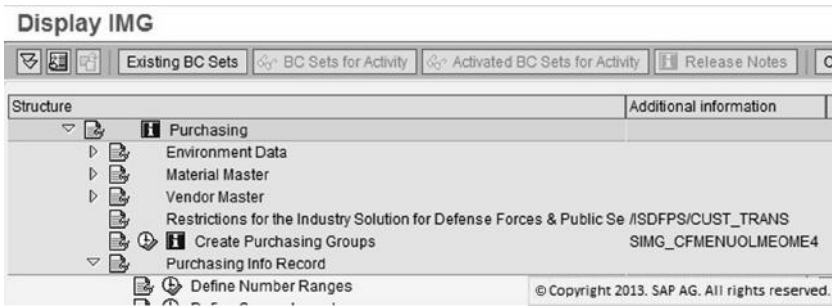 Display IMG
Existing BC Sets BC Sets for Activity Activated BC Sets for Activity Release Notes
Structure Additional information
Purchasing
Environment Data
Material Master
Vendor Master
Restrictions for the Industry Solution for Defense Forces & Public Se /ISDFPS/CUST_TRANS
Create Purchasing Groups SIMG_CFMENUOLMEOME4
Purchasing Info Record
Define Number Ranges
© Copyright 2013. SAP AG. All rights reserved.